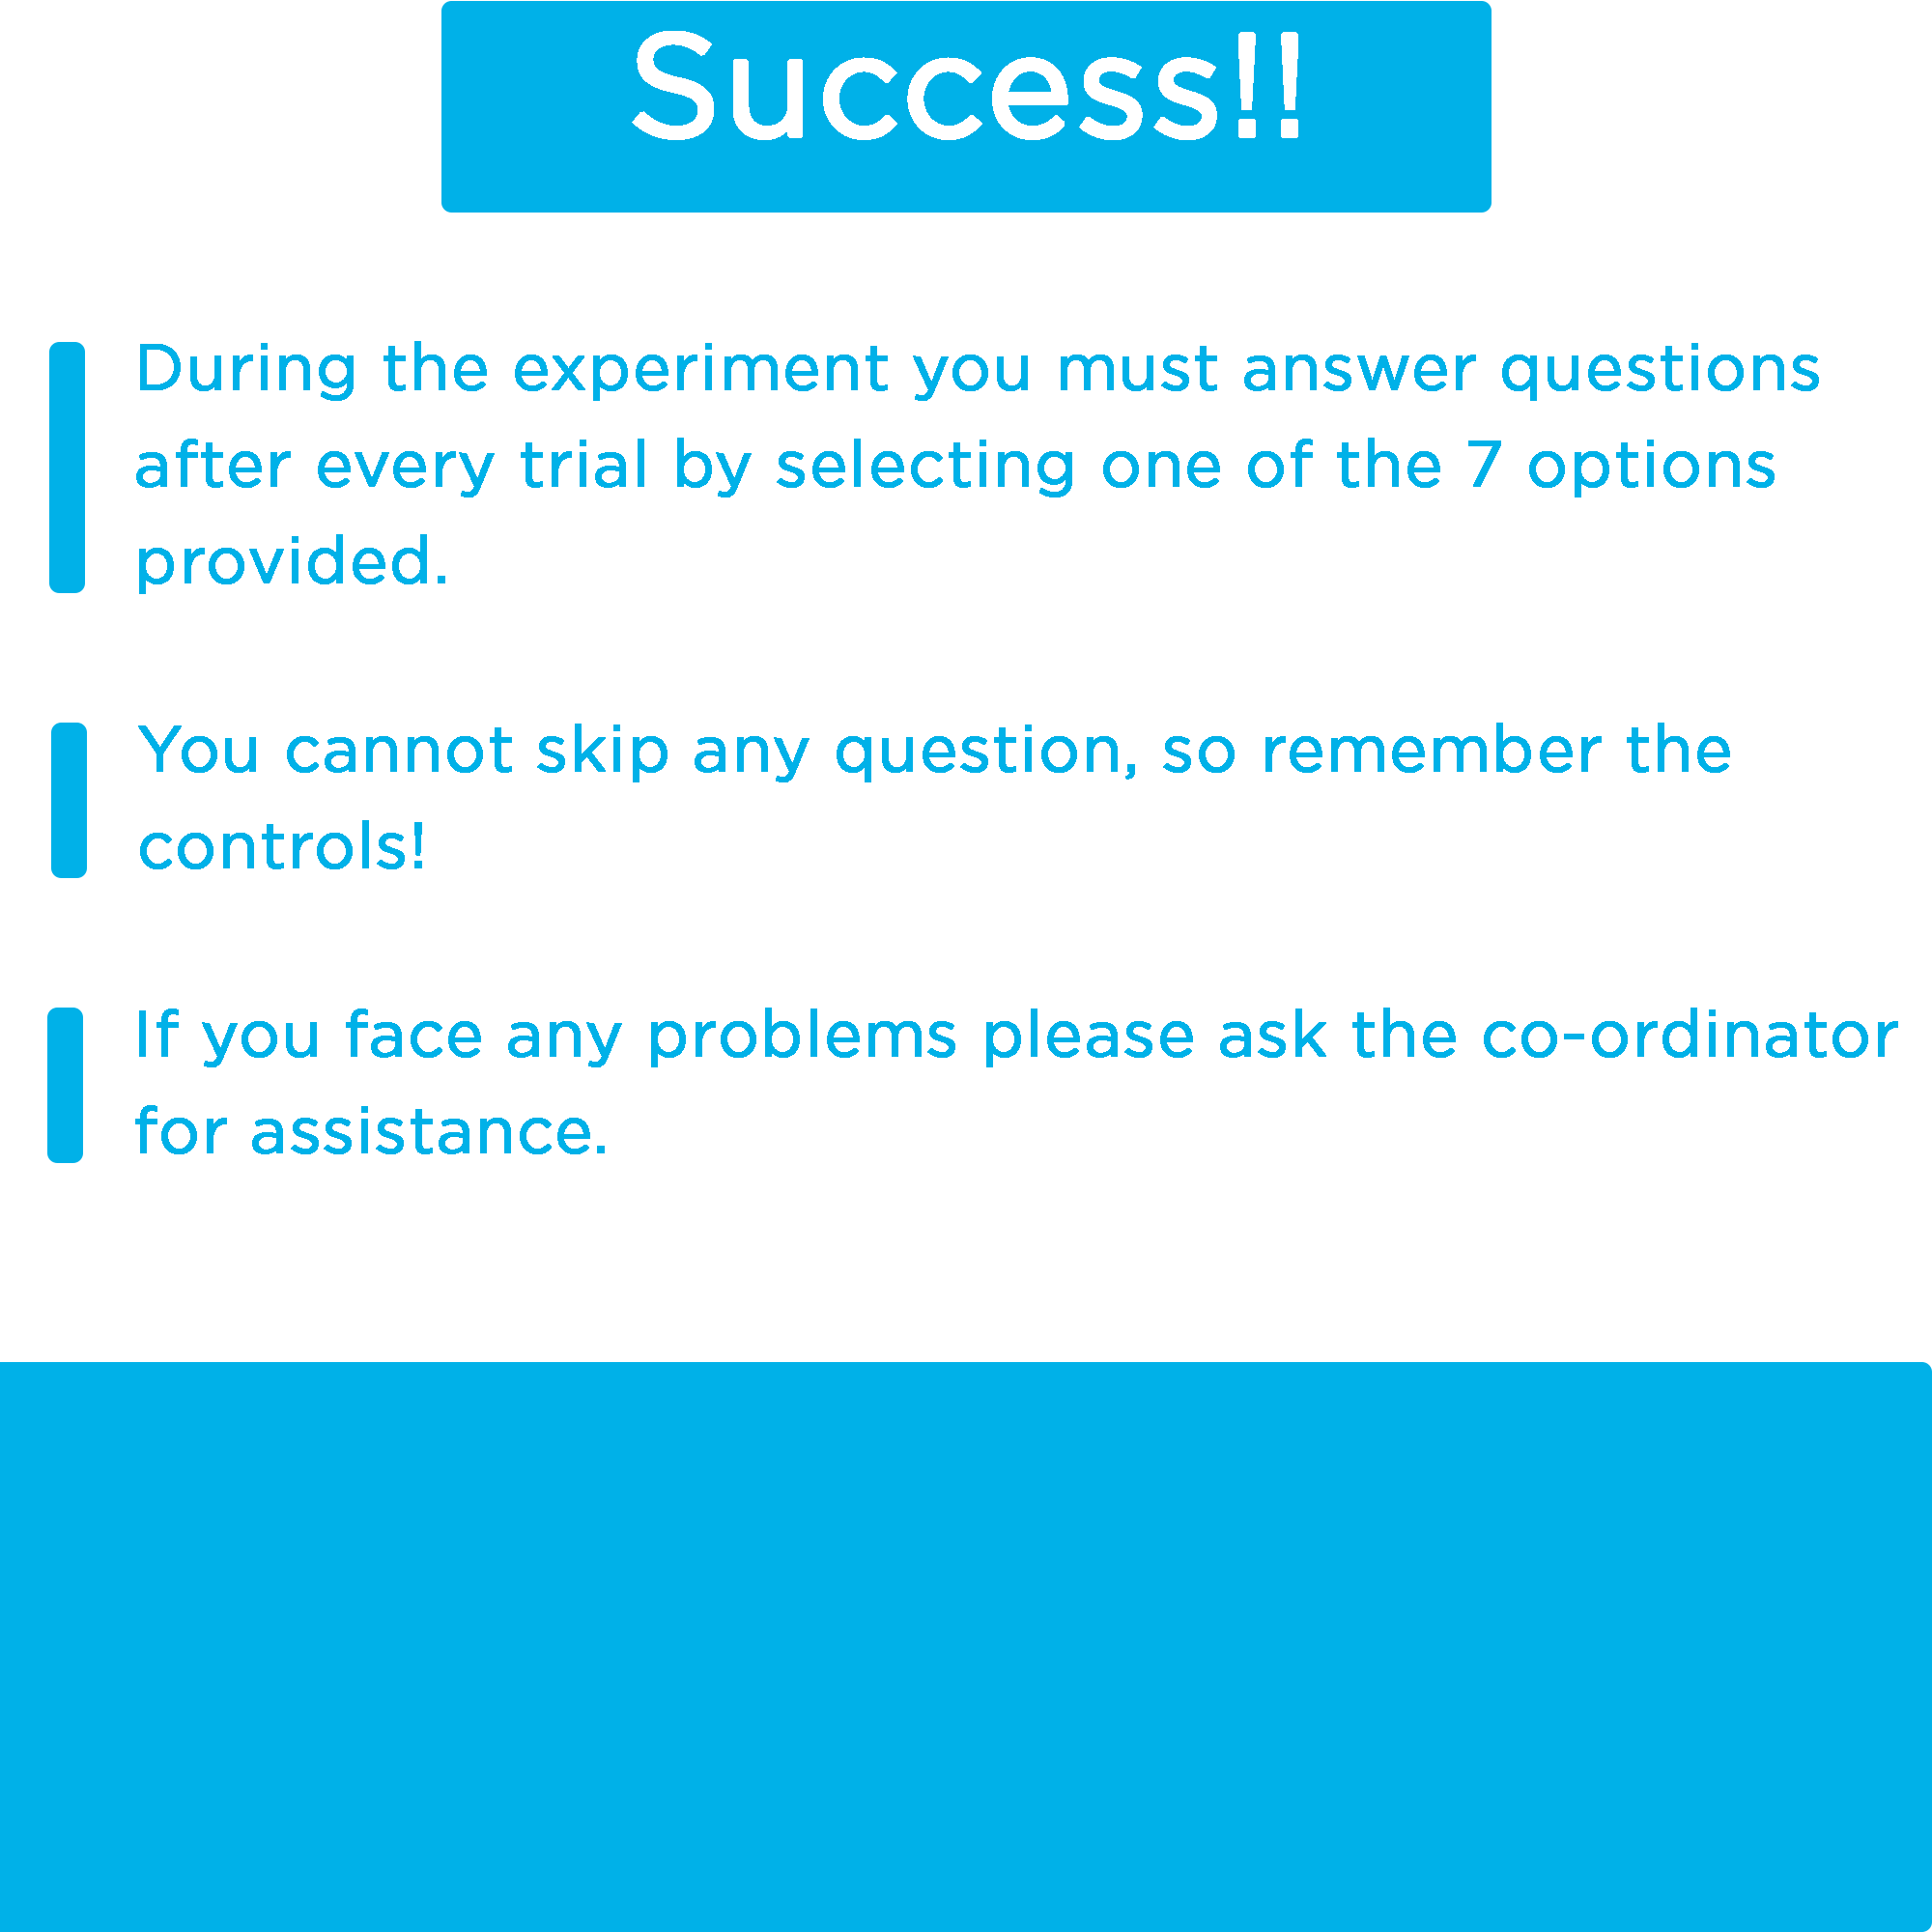 Success!!
During the experiment you must answer questions
after every trial by selecting one of the 7 options
provided.
You cannot skip any question, so remember the
controls!
If you face any problems please ask the co-ordinator
for assistance.